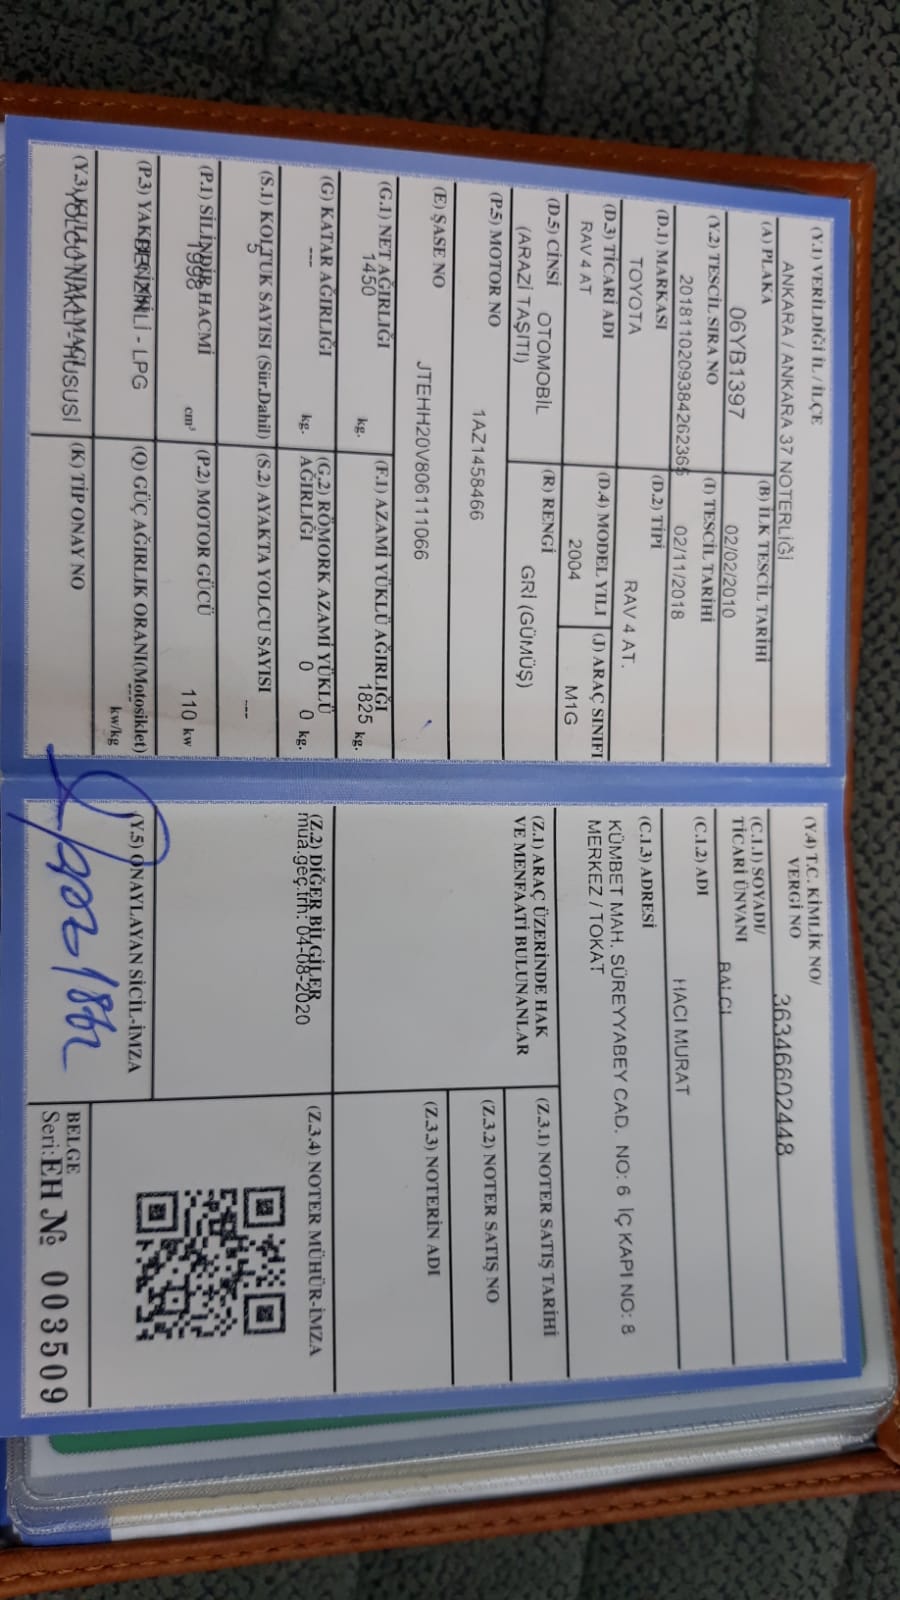 (Y.1) VERİLDİĞİ İL / İLÇE
ANKARA / ANKARA 37 NOTERLİĞİ
(A) PLAKA
06YB1397
(B) İLK TESCİL TARİHİ
02/02/2010
(Y.2) TESCİL SIRA NO
2018110209384262365
(I) TESCİL TARİHİ
02/11/2018
(D.1) MARKASI
TOYOTA
(D.2) TİPİ
RAV 4 AT.
(D.3) TİCARİ ADI
RAV 4 AT
(D.4) MODEL YILI
2004
(J) ARAÇ SINIFI
M1G
(D.5) CİNSİ
OTOMOBİL
(ARAZİ TAŞITI)
(R) RENGİ
GRİ (GÜMÜŞ)
(P.5) MOTOR NO
1AZ1458466
(E) ŞASE NO
JTEHH20V806111066
(G.1) NET AĞIRLIĞI
1450 kg.
(F.1) AZAMİ YÜKLÜ AĞIRLIĞI
1825 kg.
(G) KATAR AĞIRLIĞI
--- kg.
(G.2) RÖMORK AZAMİ YÜKLÜ
AĞIRLIĞI 0 0 kg.
(S.1) KOLTUK SAYISI (Sür.Dahil)
5
(S.2) AYAKTA YOLCU SAYISI
---
(P.1) SİLİNDİR HACMİ
1998 cm³
(P.2) MOTOR GÜCÜ
110 kw
(P.3) YAKIT CİNSİ
BENZİNLİ - LPG
(Q) GÜÇ AĞIRLIK ORANI(Motosiklet)
--- kw/kg
(Y.3) KULLANIM AMACI
YOLCU NAKLİ-HUSUSİ
(K) TİP ONAY NO
(Y.4) T.C. KİMLİK NO/
VERGİ NO
36346602448
(C.1.1) SOYADI/
TİCARİ ÜNVANI
BALCI
(C.1.2) ADI
HACI MURAT
(C.1.3) ADRESİ
KÜMBET MAH. SÜREYYABEY CAD. NO: 6 İÇ KAPI NO: 8
MERKEZ / TOKAT
(Z.1) ARAÇ ÜZERİNDE HAK
VE MENFAATİ BULUNANLAR
(Z.3.1) NOTER SATIŞ TARİHİ
(Z.3.2) NOTER SATIŞ NO
(Z.3.3) NOTERİN ADI
(Z.2) DİĞER BİLGİLER
mua.geç.trh: 04-08-2020
(Z.3.4) NOTER MÜHÜR-İMZA
(Y.5) ONAYLAYAN SİCİL-İMZA
BELGE
Seri:EH № 003509